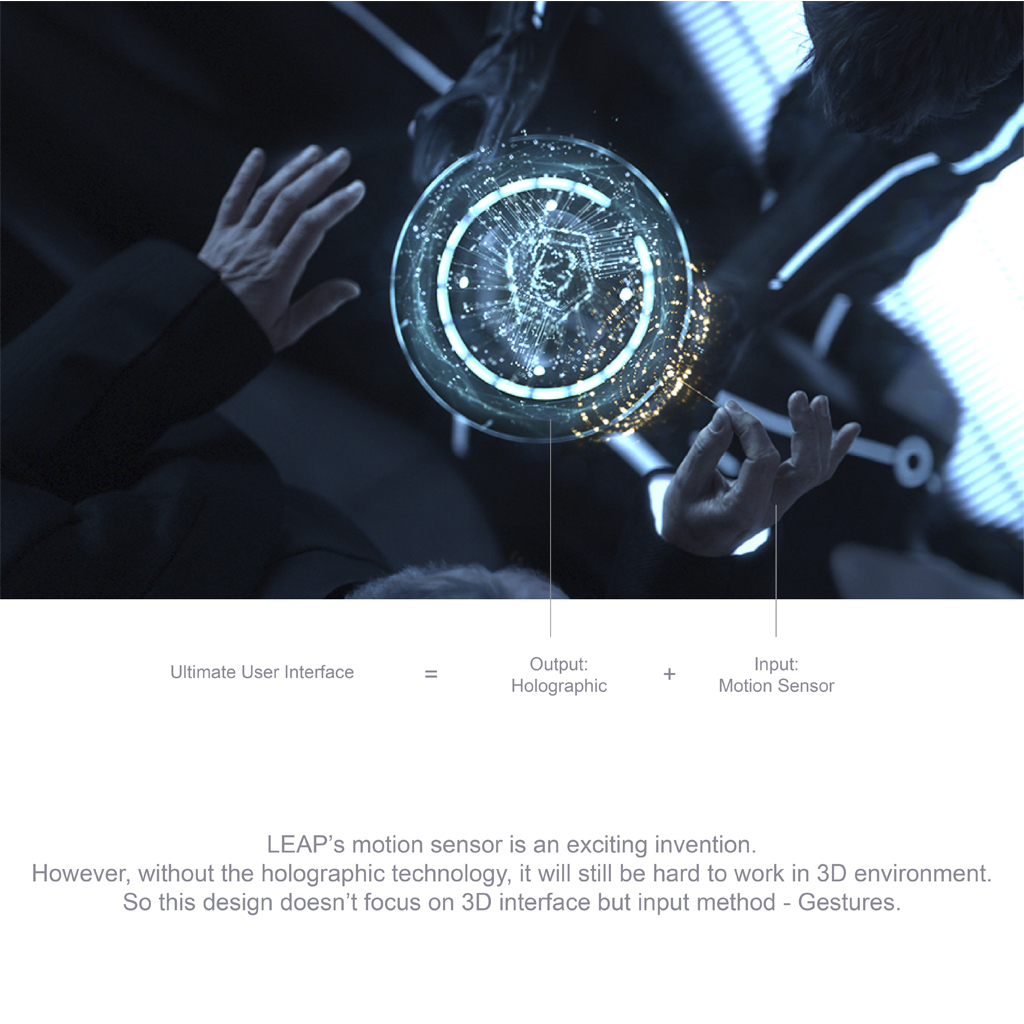 Ultimate User Interface = Output: Holographic + Input: Motion Sensor
LEAP's motion sensor is an exciting invention.
However, without the holographic technology, it will still be hard to work in 3D environment.
So this design doesn't focus on 3D interface but input method - Gestures.